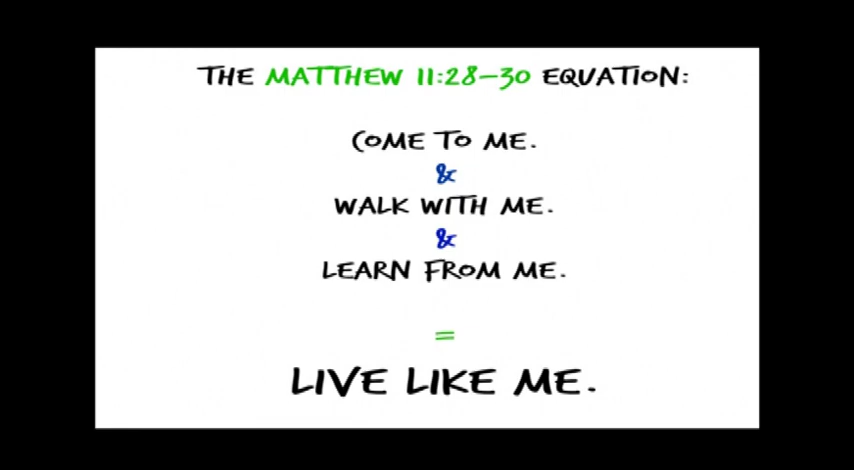 THE MATTHEW 11:28–30 EQUATION:
COME TO ME.
&
WALK WITH ME.
&
LEARN FROM ME.
=
LIVE LIKE ME.